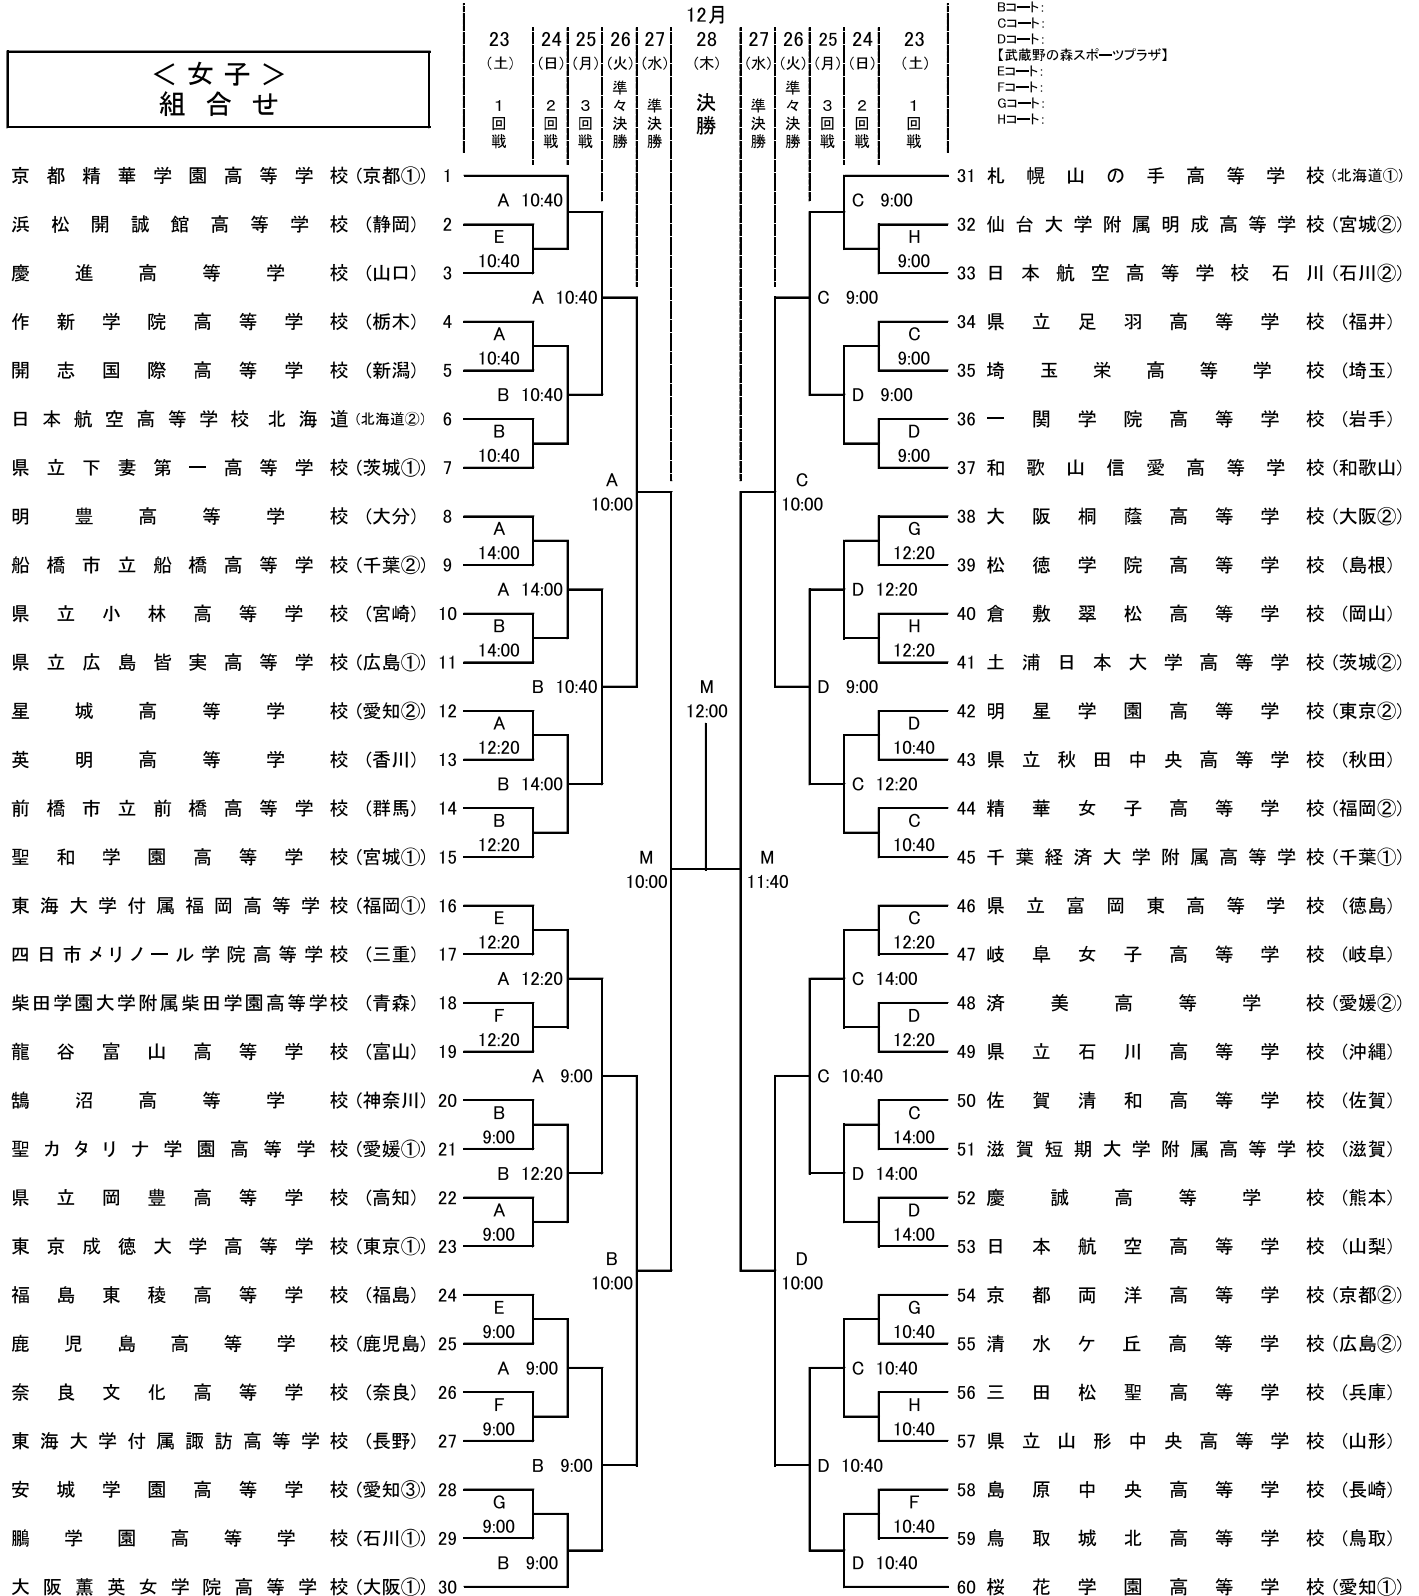 12月
23 24 25 26 27 28 27 26 25 24 23
(土) (日) (月) (火) (水) (木) (水) (火) (月) (日) (土)
1回戦 2回戦 3回戦 準々決勝 準決勝 決勝 準決勝 準々決勝 3回戦 2回戦 1回戦
Bコート:
Cコート:
Dコート:
【武蔵野の森スポーツプラザ】
Eコート:
Fコート:
Gコート:
Hコート:
＜女子＞
組合せ
京都精華学園高等学校(京都①) 1
A 10:40
浜松開誠館高等学校(静岡) 2
E
10:40
慶進高等学校(山口) 3
A 10:40
作新学院高等学校(栃木) 4
A
10:40
開志国際高等学校(新潟) 5
B 10:40
日本航空高等学校北海道(北海道②) 6
B
10:40
県立下妻第一高等学校(茨城①) 7
A
10:00
明豊高等学校(大分) 8
A
14:00
船橋市立船橋高等学校(千葉②) 9
A 14:00
県立小林高等学校(宮崎) 10
B
14:00
県立広島皆実高等学校(広島①) 11
B 10:40
星城高等学校(愛知②) 12
A
12:20
英明高等学校(香川) 13
B 14:00
前橋市立前橋高等学校(群馬) 14
B
12:20
聖和学園高等学校(宮城①) 15
M
10:00
東海大学付属福岡高等学校(福岡①) 16
E
12:20
四日市メリノール学院高等学校(三重) 17
A 12:20
柴田学園大学附属柴田学園高等学校(青森) 18
F
12:20
龍谷富山高等学校(富山) 19
A 9:00
鵠沼高等学校(神奈川) 20
B
9:00
聖カタリナ学園高等学校(愛媛①) 21
B 12:20
県立岡豊高等学校(高知) 22
A
9:00
東京成徳大学高等学校(東京①) 23
B
10:00
福島東稜高等学校(福島) 24
E
9:00
鹿児島高等学校(鹿児島) 25
A 9:00
奈良文化高等学校(奈良) 26
F
9:00
東海大学付属諏訪高等学校(長野) 27
B 9:00
安城学園高等学校(愛知③) 28
G
9:00
鵬学園高等学校(石川①) 29
B 9:00
大阪薫英女学院高等学校(大阪①) 30
M
12:00
31 札幌山の手高等学校(北海道①)
C 9:00
32 仙台大学附属明成高等学校(宮城②)
H
9:00
33 日本航空高等学校石川(石川②)
C 9:00
34 県立足羽高等学校(福井)
C
9:00
35 埼玉栄高等学校(埼玉)
D 9:00
36 一関学院高等学校(岩手)
D
9:00
37 和歌山信愛高等学校(和歌山)
C
10:00
38 大阪桐蔭高等学校(大阪②)
G
12:20
39 松徳学院高等学校(島根)
D 12:20
40 倉敷翠松高等学校(岡山)
H
12:20
41 土浦日本大学高等学校(茨城②)
D 9:00
42 明星学園高等学校(東京②)
D
10:40
43 県立秋田中央高等学校(秋田)
C 12:20
44 精華女子高等学校(福岡②)
C
10:40
45 千葉経済大学附属高等学校(千葉①)
M
11:40
46 県立富岡東高等学校(徳島)
C
12:20
47 岐阜女子高等学校(岐阜)
C 14:00
48 済美高等学校(愛媛②)
D
12:20
49 県立石川高等学校(沖縄)
C 10:40
50 佐賀清和高等学校(佐賀)
C
14:00
51 滋賀短期大学附属高等学校(滋賀)
D 14:00
52 慶誠高等学校(熊本)
D
14:00
53 日本航空高等学校(山梨)
D
10:00
54 京都両洋高等学校(京都②)
G
10:40
55 清水ケ丘高等学校(広島②)
C 10:40
56 三田松聖高等学校(兵庫)
H
10:40
57 県立山形中央高等学校(山形)
D 10:40
58 島原中央高等学校(長崎)
F
10:40
59 鳥取城北高等学校(鳥取)
D 10:40
60 桜花学園高等学校(愛知①)